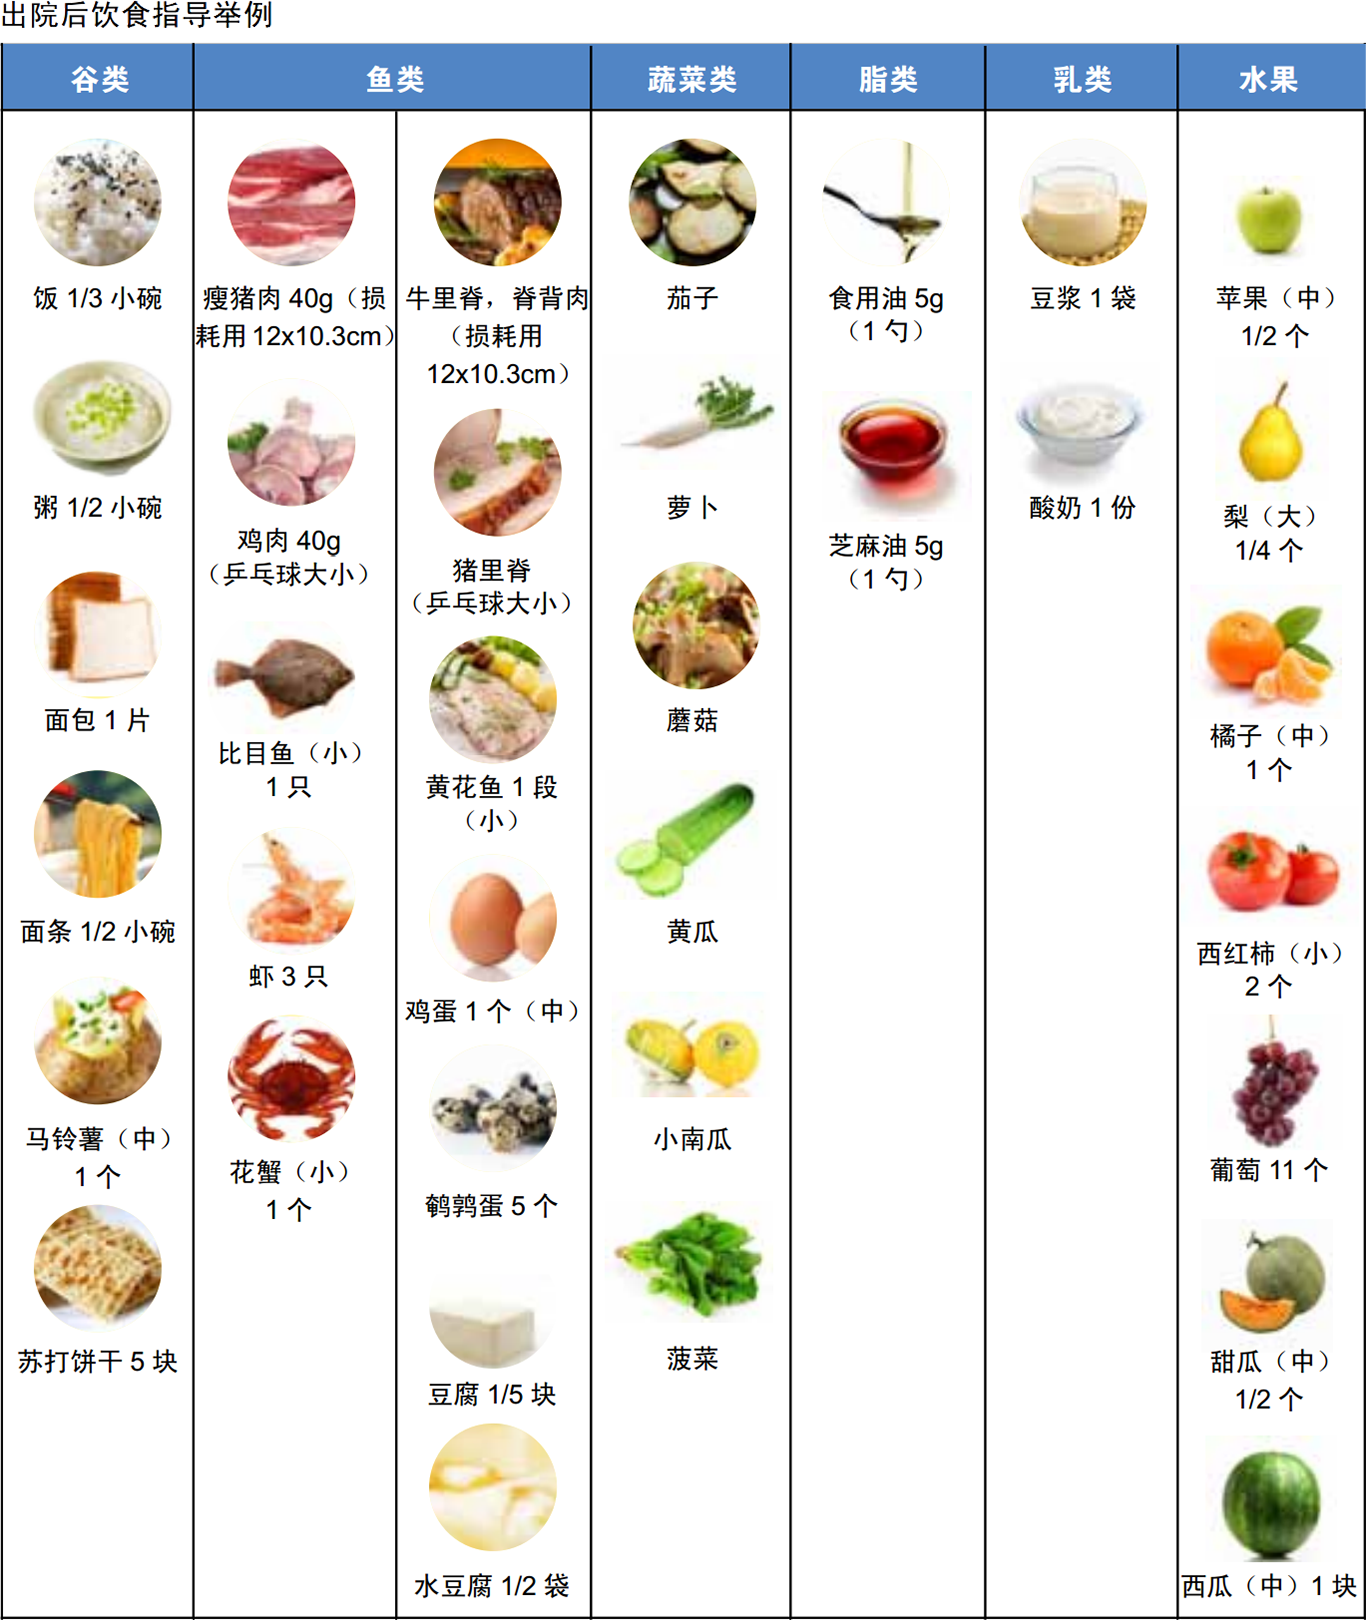 出院后饮食指导举例
谷类
鱼类
蔬菜类
脂类
乳类
水果
饭 1/3 小碗
粥 1/2 小碗
面包 1 片
面条 1/2 小碗
马铃薯（中）
1 个
苏打饼干 5 块
瘦猪肉 40g（损
耗用 12x10.3cm）
鸡肉 40g
（乒乓球大小）
比目鱼（小）
1 只
虾 3 只
花蟹（小）
1 个
牛里脊，脊背肉
（损耗用
12x10.3cm）
猪里脊
（乒乓球大小）
黄花鱼 1 段
（小）
鸡蛋 1 个（中）
鹌鹑蛋 5 个
豆腐 1/5 块
水豆腐 1/2 袋
茄子
萝卜
蘑菇
黄瓜
小南瓜
菠菜
食用油 5g
（1 勺）
芝麻油 5g
（1 勺）
豆浆 1 袋
酸奶 1 份
苹果（中）
1/2 个
梨（大）
1/4 个
橘子（中）
1 个
西红柿（小）
2 个
葡萄 11 个
甜瓜（中）
1/2 个
西瓜（中）1 块